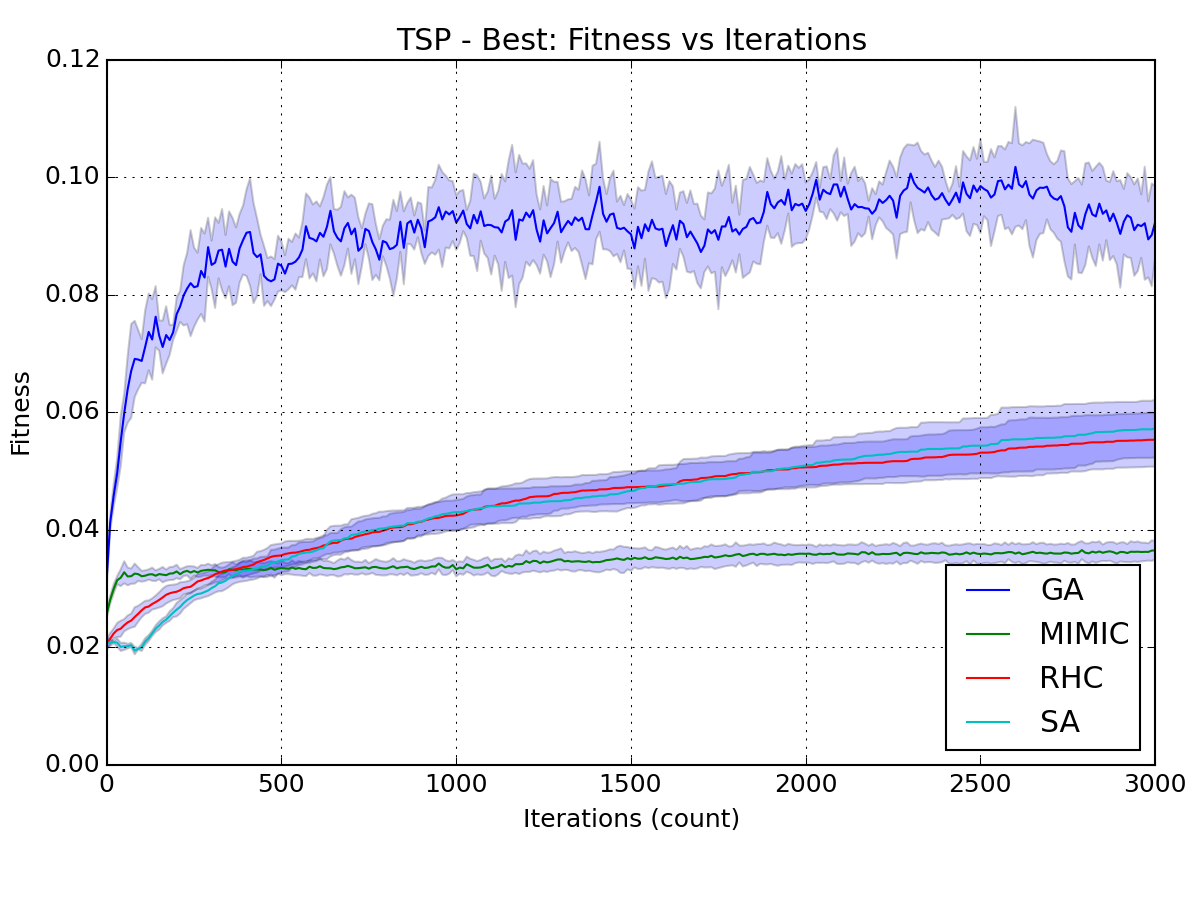 TSP - Best: Fitness vs Iterations
0.12
0.10
0.08
0.06
0.04
0.02
0.00
Fitness
0 500 1000 1500 2000 2500 3000
Iterations (count)
GA
MIMIC
RHC
SA